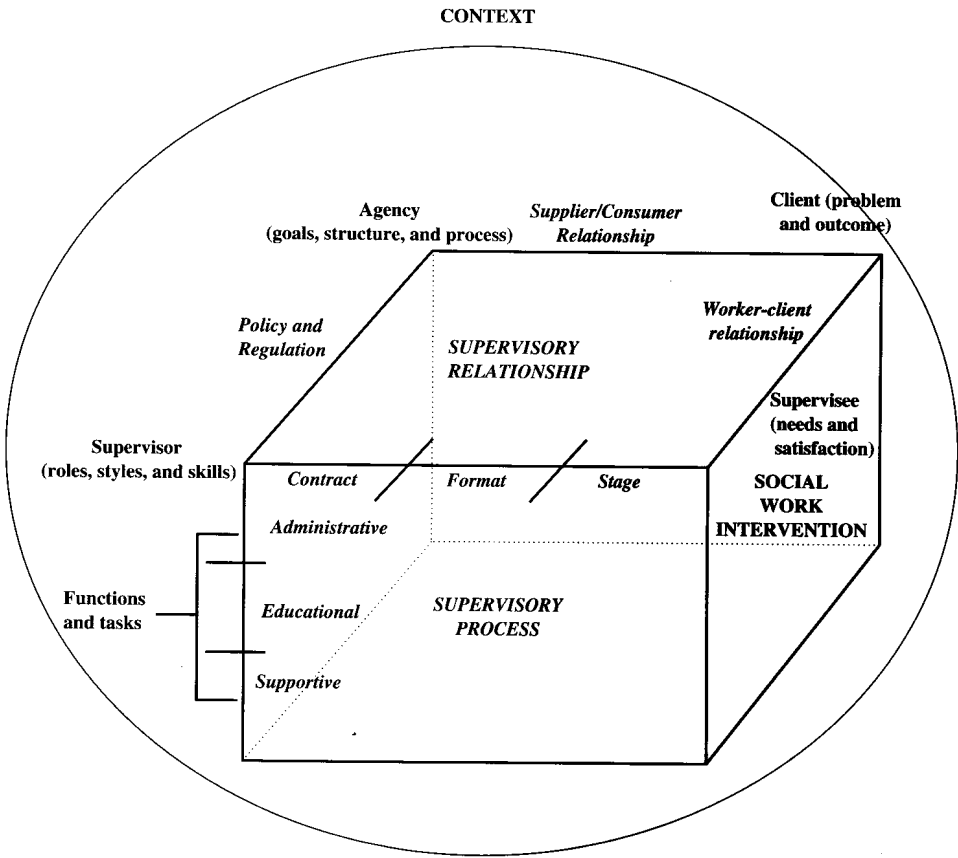 CONTEXT
Agency
(goals, structure, and process)
Supplier/Consumer
Relationship
Client (problem
and outcome)
Policy and
Regulation
SUPERVISORY
RELATIONSHIP
Worker-client
relationship
Supervisor
(roles, styles, and skills)
Supervisee
(needs and
satisfaction)
Contract
Format
Stage
SOCIAL
WORK
INTERVENTION
Administrative
Functions
and tasks
Educational
SUPERVISORY
PROCESS
Supportive